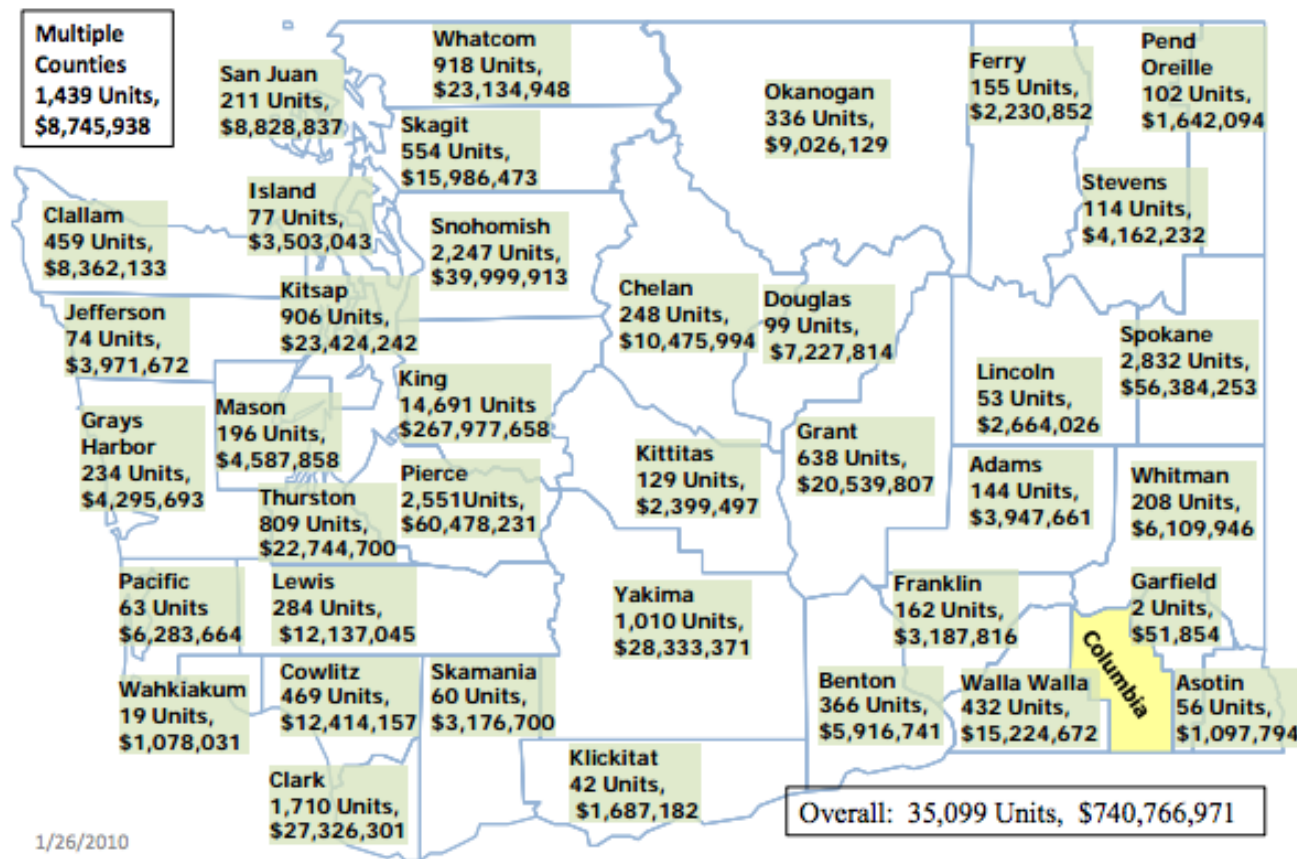 Multiple
Counties
1,439 Units,
$8,745,938
San Juan
211 Units,
$8,828,837
Whatcom
918 Units,
$23,134,948
Skagit
554 Units,
$15,986,473
Okanogan
336 Units,
$9,026,129
Ferry
155 Units,
$2,230,852
Pend
Oreille
102 Units,
$1,642,094
Stevens
114 Units,
$4,162,232
Clallam
459 Units,
$8,362,133
Island
77 Units,
$3,503,043
Snohomish
2,247 Units,
$39,999,913
Jefferson
74 Units,
$3,971,672
Kitsap
906 Units,
$23,424,242
Chelan
248 Units,
$10,475,994
Douglas
99 Units,
$7,227,814
Spokane
2,832 Units,
$56,384,253
Lincoln
53 Units,
$2,664,026
Grays
Harbor
234 Units,
$4,295,693
Mason
196 Units,
$4,587,858
King
14,691 Units
$267,977,658
Kittitas
129 Units,
$2,399,497
Grant
638 Units,
$20,539,807
Adams
144 Units,
$3,947,661
Whitman
208 Units,
$6,109,946
Thurston
809 Units,
$22,744,700
Pierce
2,551Units,
$60,478,231
Pacific
63 Units
$6,283,664
Lewis
284 Units,
$12,137,045
Yakima
1,010 Units,
$28,333,371
Franklin
162 Units,
$3,187,816
Garfield
2 Units,
$51,854
Columbia
Wahkiakum
19 Units,
$1,078,031
Cowlitz
469 Units,
$12,414,157
Skamania
60 Units,
$3,176,700
Benton
366 Units,
$5,916,741
Walla Walla
432 Units,
$15,224,672
Asotin
56 Units,
$1,097,794
Clark
1,710 Units,
$27,326,301
Klickitat
42 Units,
$1,687,182
Overall: 35,099 Units, $740,766,971
1/26/2010